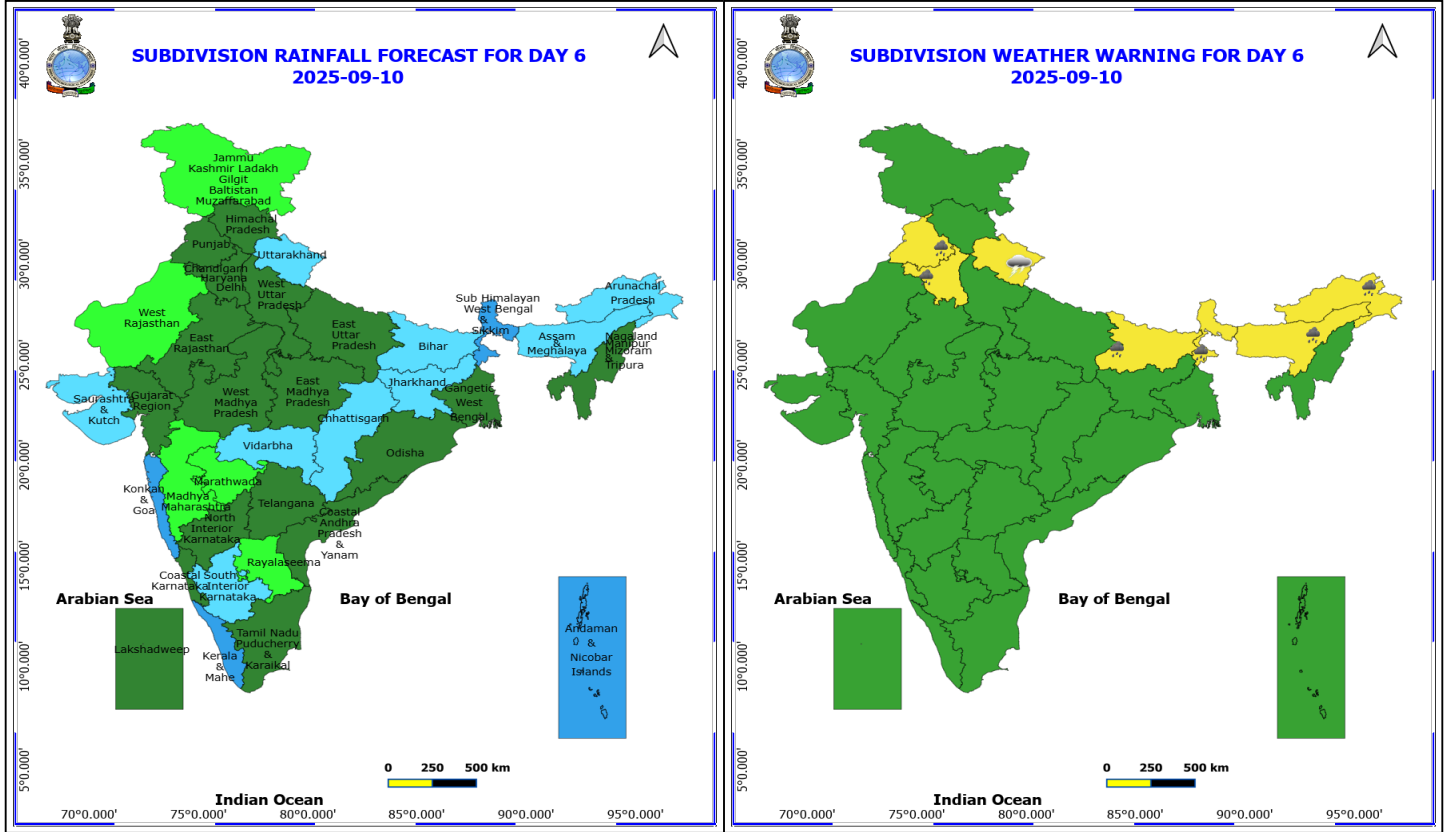 SUBDIVISION RAINFALL FORECAST FOR DAY 6
2025-09-10
40°0.000'
35°0.000'
30°0.000'
25°0.000'
20°0.000'
15°0.000'
10°0.000'
5°0.000'
Jammu
Kashmir Ladakh
Gilgit
Baltistan
Muzaffarabad
Himachal
Pradesh
Punjab
Uttarakhand
Chandigarh
Haryana
Delhi
West
Uttar
Pradesh
West
Rajasthan
East
Rajasthan
East
Uttar
Pradesh
Sub Himalayan
West Bengal
&
Sikkim
Arunachal
Pradesh
Assam
&
Meghalaya
Nagaland
Manipur
Mizoram
&
Tripura
Bihar
Jharkhand
Gangetic
West
Bengal
Saurashtra
&
Kutch
Gujarat
Region
West
Madhya
Pradesh
East
Madhya
Pradesh
Chhattisgarh
Vidarbha
Odisha
Konkan
&
Goa
Madhya
Maharashtra
Marathwada
Telangana
North
Interior
Karnataka
Coastal
Andhra
Pradesh
&
Yanam
Rayalaseema
Coastal
Karnataka
South
Interior
Karnataka
Arabian Sea
Bay of Bengal
Lakshadweep
Tamil Nadu
Puducherry
&
Karaikal
Kerala
&
Mahe
Andaman
&
Nicobar
Islands
0 250 500 km
Indian Ocean
70°0.000' 75°0.000' 80°0.000' 85°0.000' 90°0.000' 95°0.000'
SUBDIVISION WEATHER WARNING FOR DAY 6
2025-09-10
40°0.000'
35°0.000'
30°0.000'
25°0.000'
20°0.000'
15°0.000'
10°0.000'
5°0.000'
Arabian Sea
Bay of Bengal
0 250 500 km
Indian Ocean
70°0.000' 75°0.000' 80°0.000' 85°0.000' 90°0.000' 95°0.000'